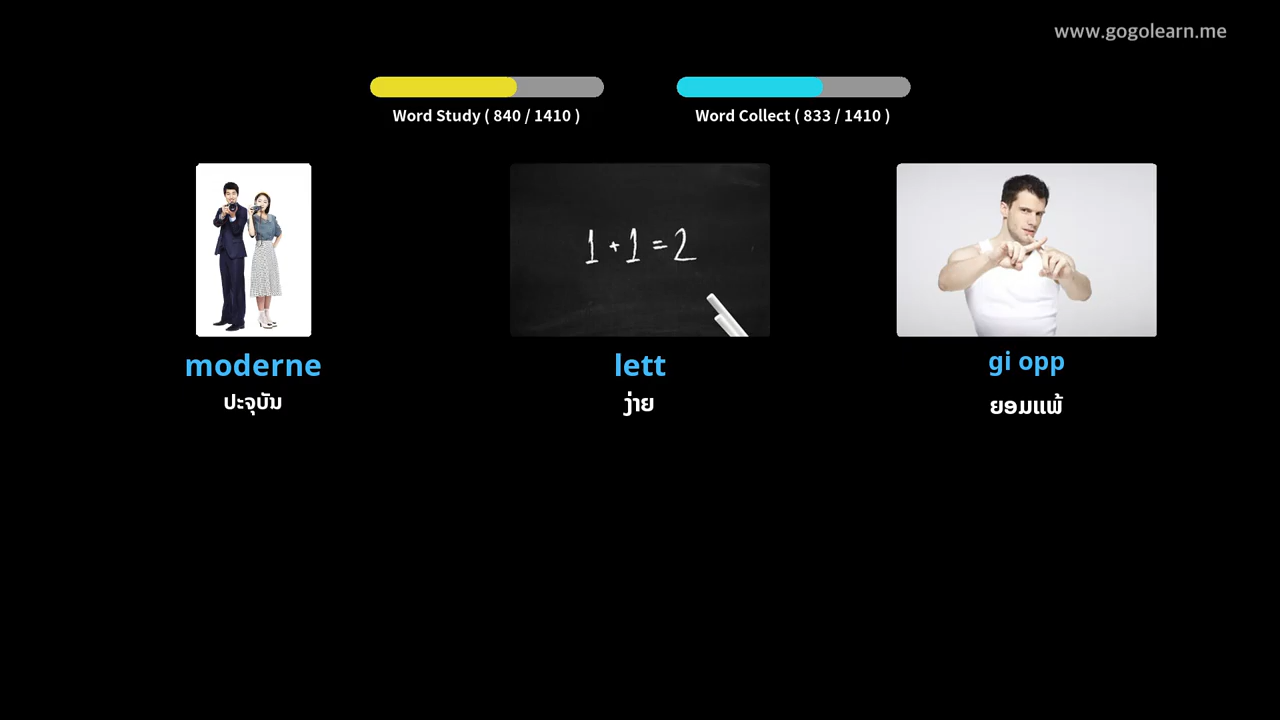 www.gogolearn.me
Word Study ( 840 / 1410 )
Word Collect ( 833 / 1410 )
1 + 1 = 2
moderne
ປະຈຸບັນ
lett
ງ່າຍ
gi opp
ຍອມແພ້